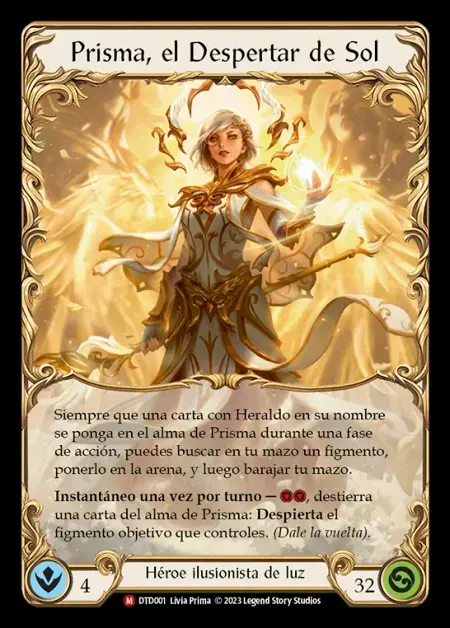 Prisma, el Despertar de Sol
Siempre que una carta con Heraldo en su nombre
se ponga en el alma de Prisma durante una fase
de acción, puedes buscar en tu mazo un figmento,
ponerlo en la arena, y luego barajar tu mazo.
Instantáneo una vez por turno — , destierra
una carta del alma de Prisma: Despierta el
figmento objetivo que controles. (Dale la vuelta).
4
Héroe ilusionista de luz
32
M DTD001 Livia Prima © 2023 Legend Story Studios